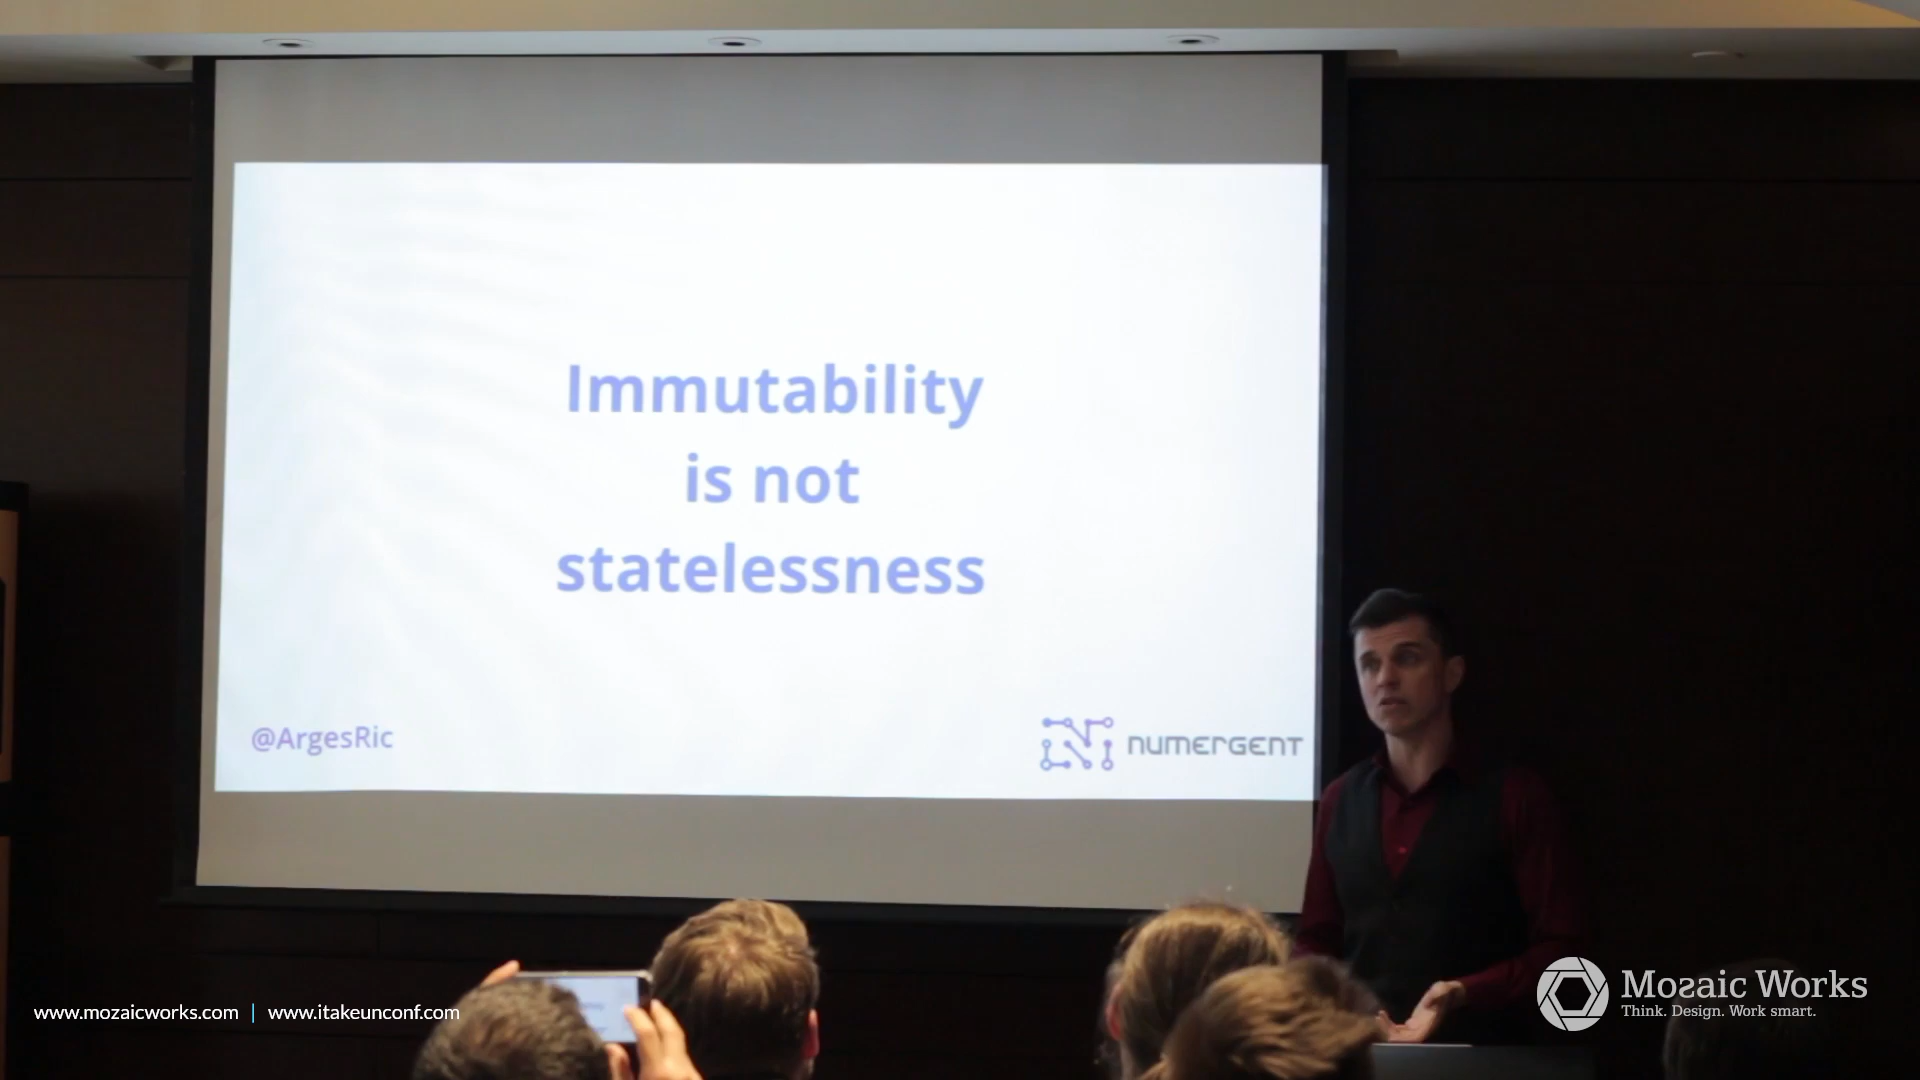 Immutability
is not
statelessness
@ArgesRic
NUMERGENT
www.mozaicworks.com | www.itakeunconf.com
Mozaic Works
Think. Design. Work smart.